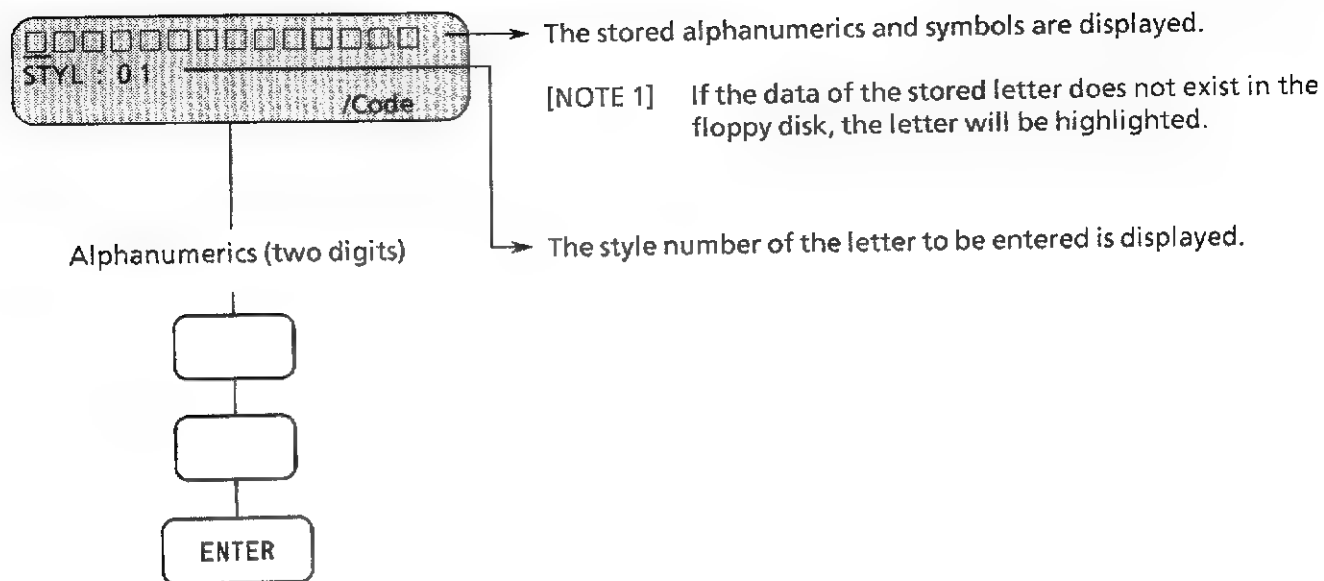 □□□□□□□□□□□□□□
The stored alphanumerics and symbols are displayed.
STYL : 0 1
/Code
[NOTE 1] If the data of the stored letter does not exist in the
floppy disk, the letter will be highlighted.
Alphanumerics (two digits)
The style number of the letter to be entered is displayed.
ENTER